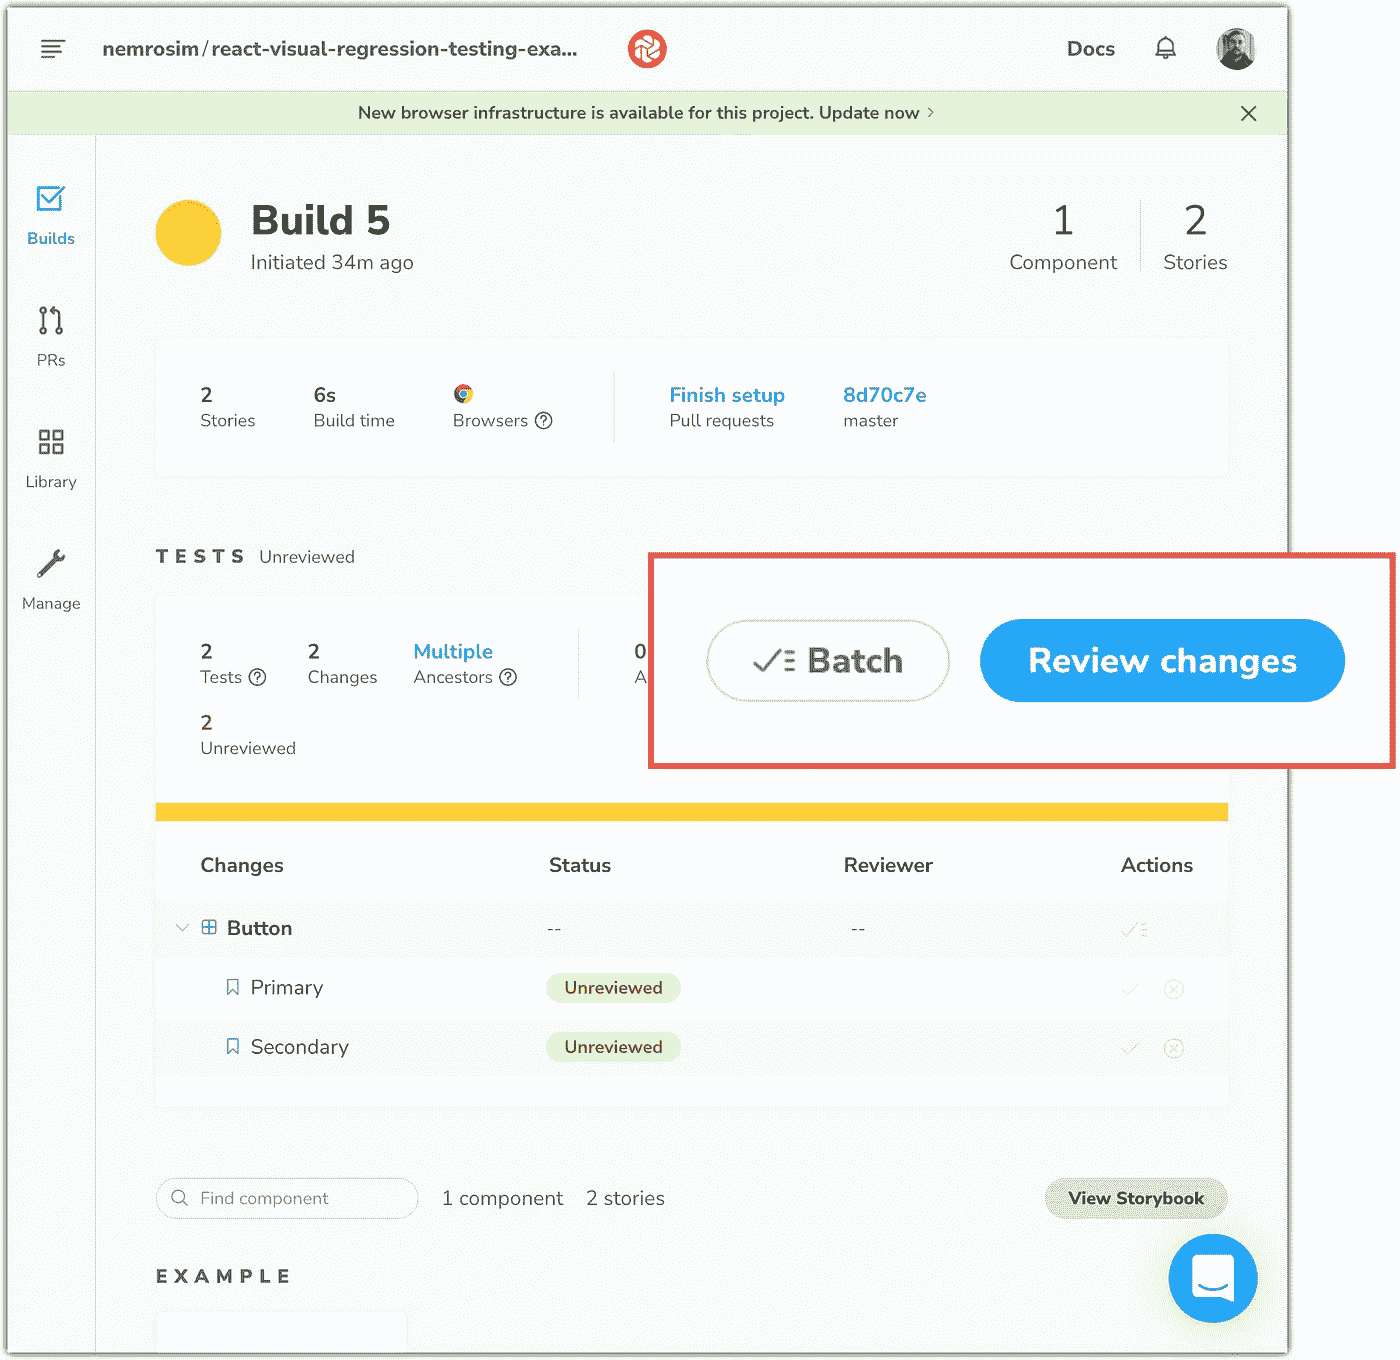 nemrosim/react-visual-regression-testing-exa...
Docs
New browser infrastructure is available for this project. Update now
Builds
PRs
Library
Manage
Build 5
Initiated 34m ago
1
Component
2
Stories
2
Stories
6s
Build time
Browsers
Finish setup
Pull requests
8d70c7e
master
TESTS Unreviewed
2
Tests
2
Changes
Multiple
Ancestors
0
A
2
Unreviewed
Batch
Review changes
Changes Status Reviewer Actions
Button -- --
Primary Unreviewed
Secondary Unreviewed
Find component
1 component 2 stories
View Storybook
EXAMPLE